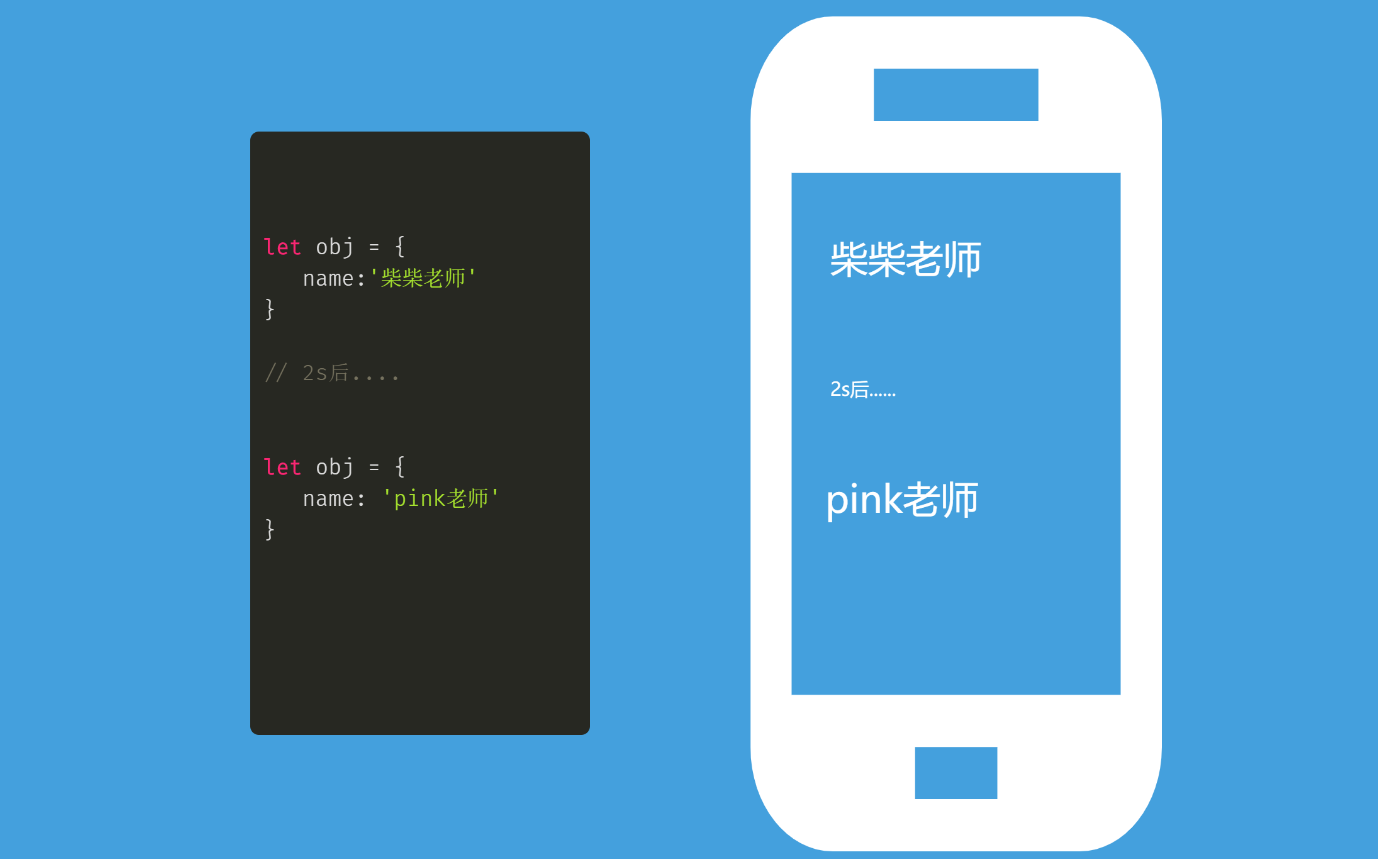 let obj = {
name:'柴柴老师'
}
// 2s后....
let obj = {
name: 'pink老师'
}
柴柴老师
2s后......
pink老师